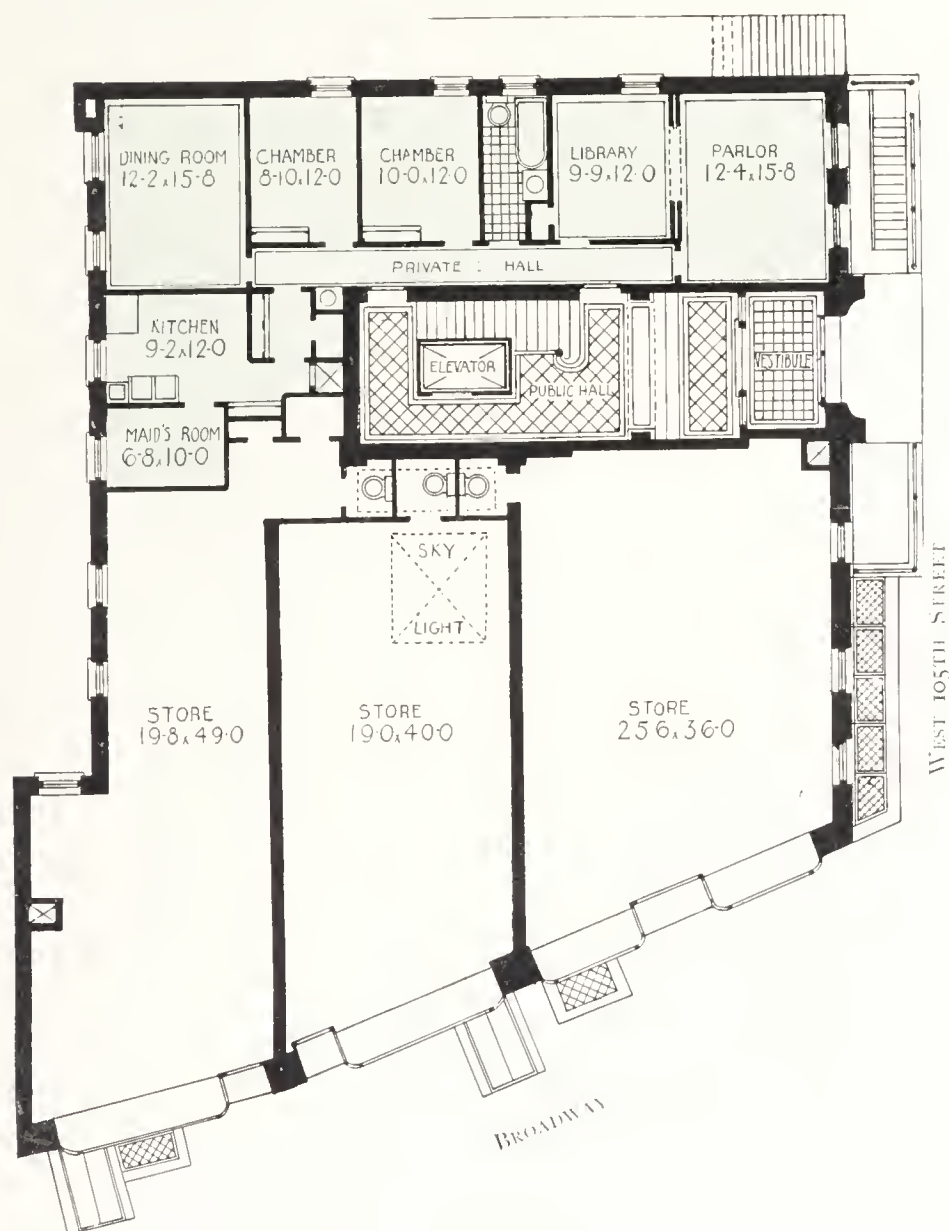 DINING ROOM
12-2 x 15-8
CHAMBER
8-10 x 12-0
CHAMBER
10-0 x 12-0
LIBRARY
9-9 x 12-0
PARLOR
12-4 x 15-8
PRIVATE HALL
KITCHEN
9-2 x 12-0
ELEVATOR
PUBLIC HALL
VESTIBULE
MAID'S ROOM
6-8 x 10-0
SKY
LIGHT
STORE
19-8 x 49-0
STORE
19-0 x 40-0
STORE
25 6 x 36-0
WEST 105TH STREET
BROADWAY